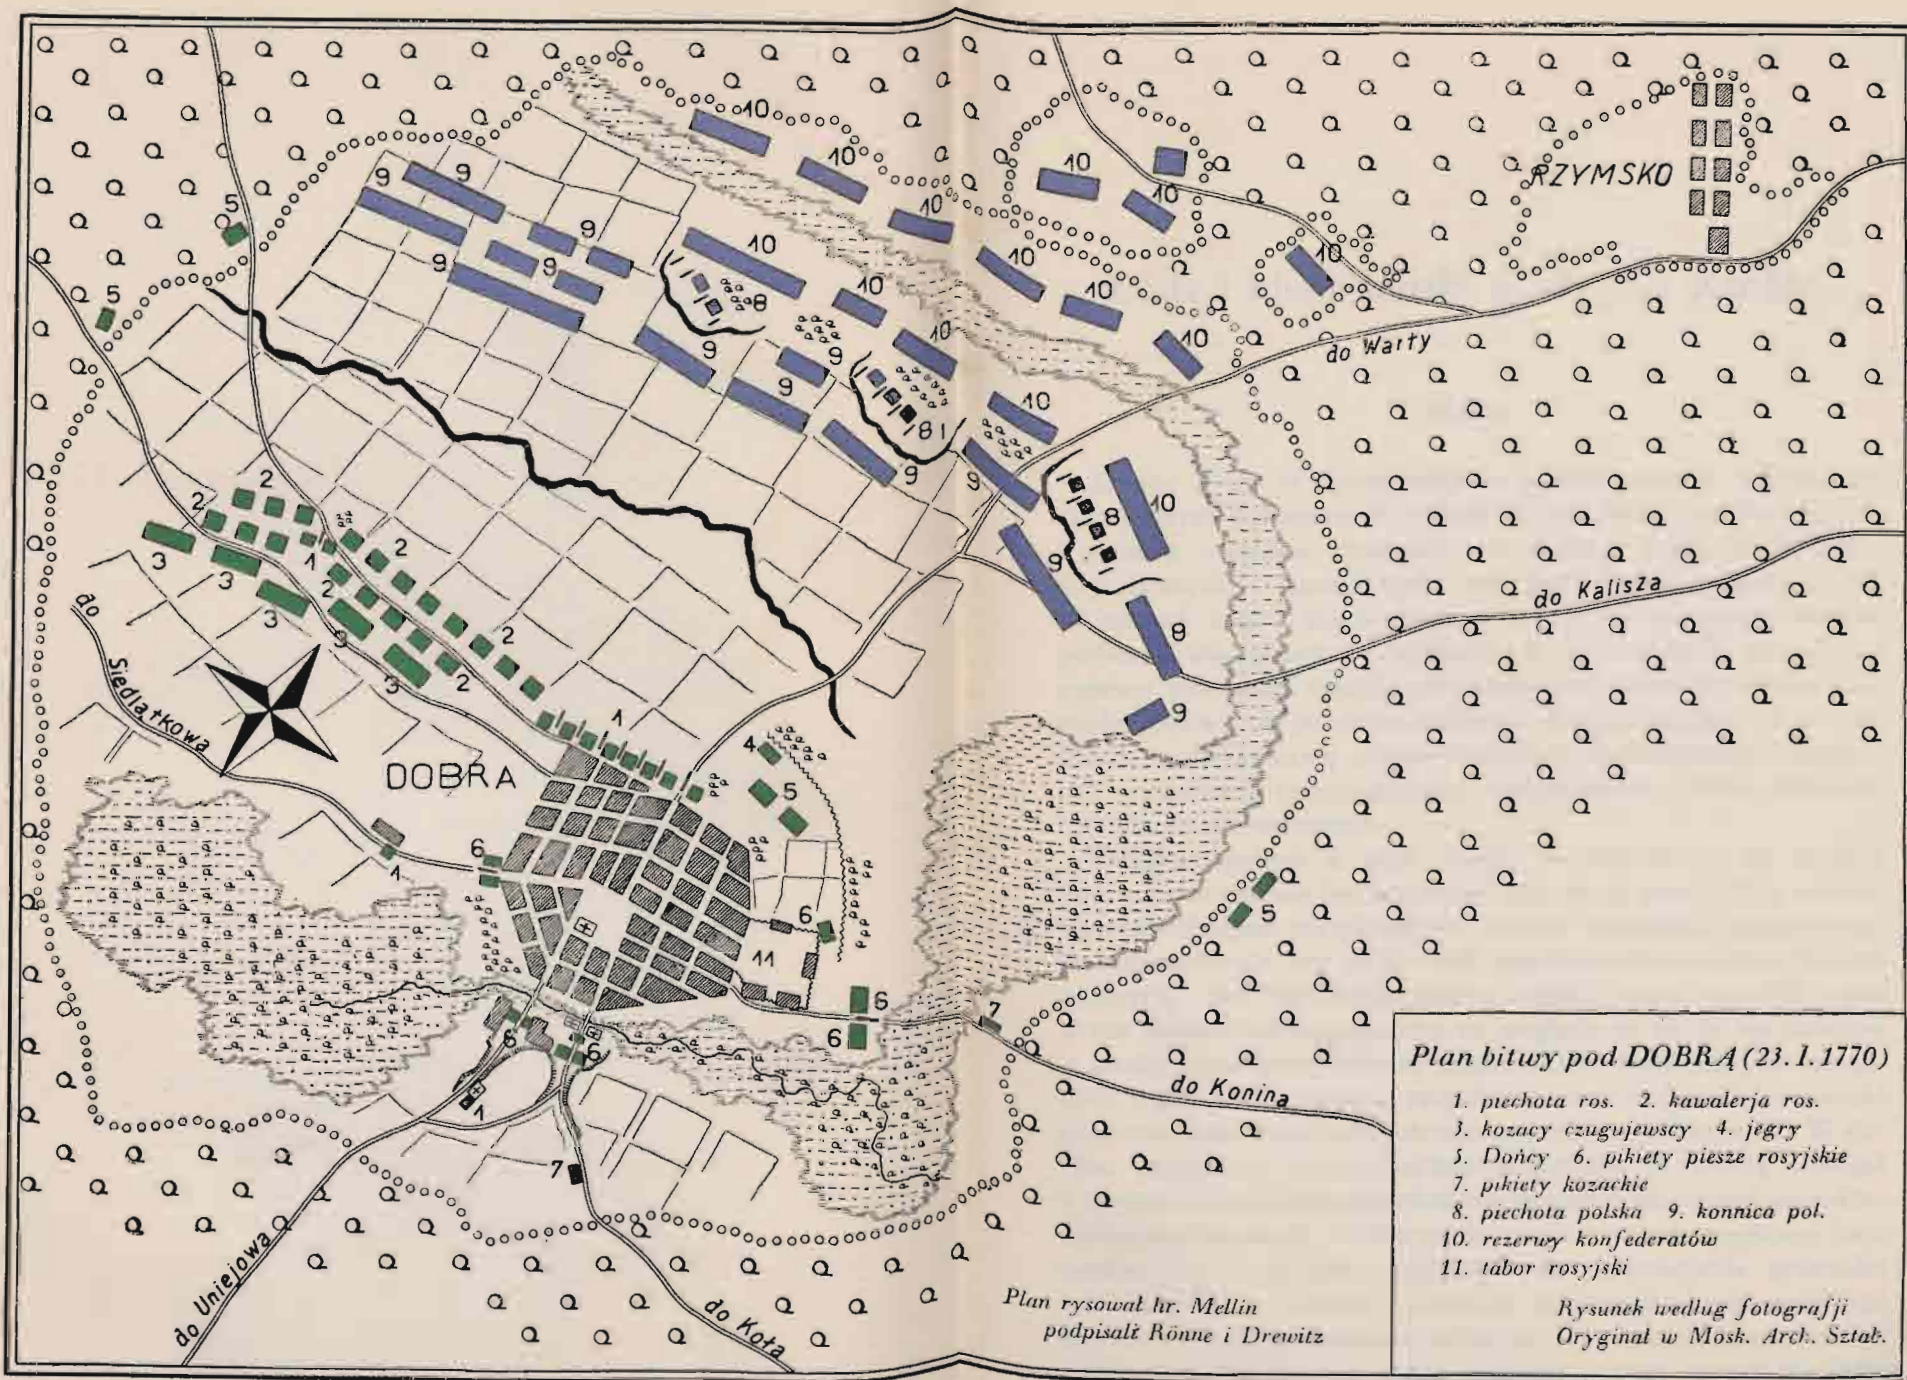 RZYMSKO
do Warty
do Kalisza
do Siedlątkowa
DOBRA
do Konina
do Uniejowa
do Koła
Plan rysował hr. Mellin
podpisali Rönne i Drewitz
Plan bitwy pod DOBRĄ (23. I. 1770)
1. piechota ros. 2. kawalerja ros.
3. kozacy czugujewscy 4. jegry
5. Dońcy 6. pikiety piesze rosyjskie
7. pikiety kozackie
8. piechota polska 9. konnica pol.
10. rezerwy konfederatów
11. tabor rosyjski
Rysunek według fotografji
Oryginał w Mosk. Arch. Sztab.